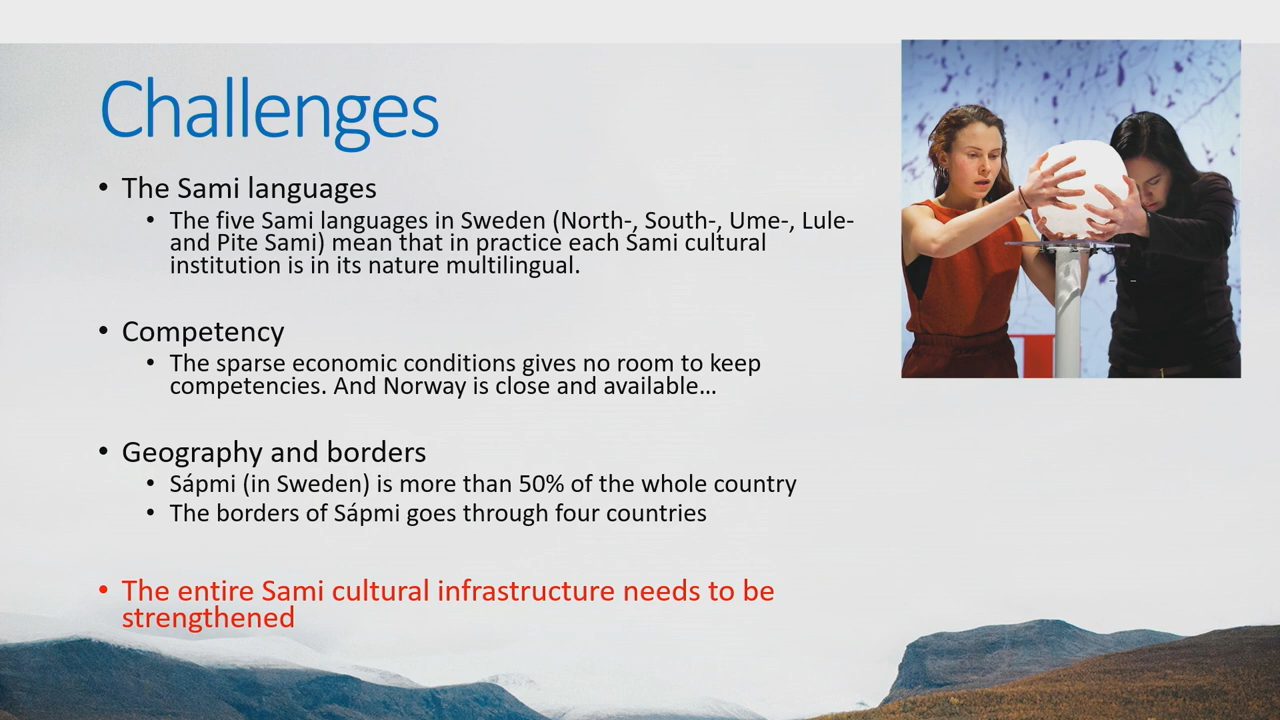 Challenges
• The Sami languages
• The five Sami languages in Sweden (North-, South-, Ume-, Lule-
and Pite Sami) mean that in practice each Sami cultural
institution is in its nature multilingual.
• Competency
• The sparse economic conditions gives no room to keep
competencies. And Norway is close and available…
• Geography and borders
• Sápmi (in Sweden) is more than 50% of the whole country
• The borders of Sápmi goes through four countries
• The entire Sami cultural infrastructure needs to be
strengthened